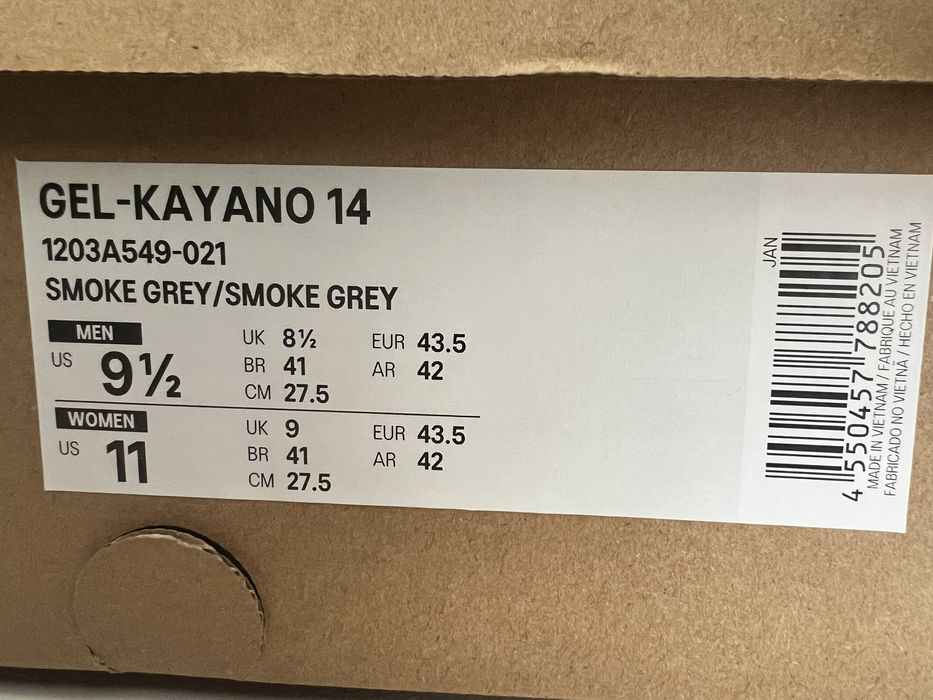 GEL-KAYANO 14
1203A549-021
SMOKE GREY/SMOKE GREY
MEN
US 9½
UK 8½ EUR 43.5
BR 41 AR 42
CM 27.5
WOMEN
US 11
UK 9 EUR 43.5
BR 41 AR 42
CM 27.5
JAN
4 550457 788205
MADE IN VIETNAM / FABRIQUE AU VIETNAM
FABRICADO NO VIETNÃ / HECHO EN VIETNAM